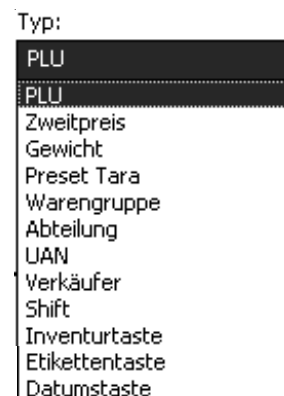 Typ:
PLU
PLU
Zweitpreis
Gewicht
Preset Tara
Warengruppe
Abteilung
UAN
Verkäufer
Shift
Inventurtaste
Etikettentaste
Datumstaste